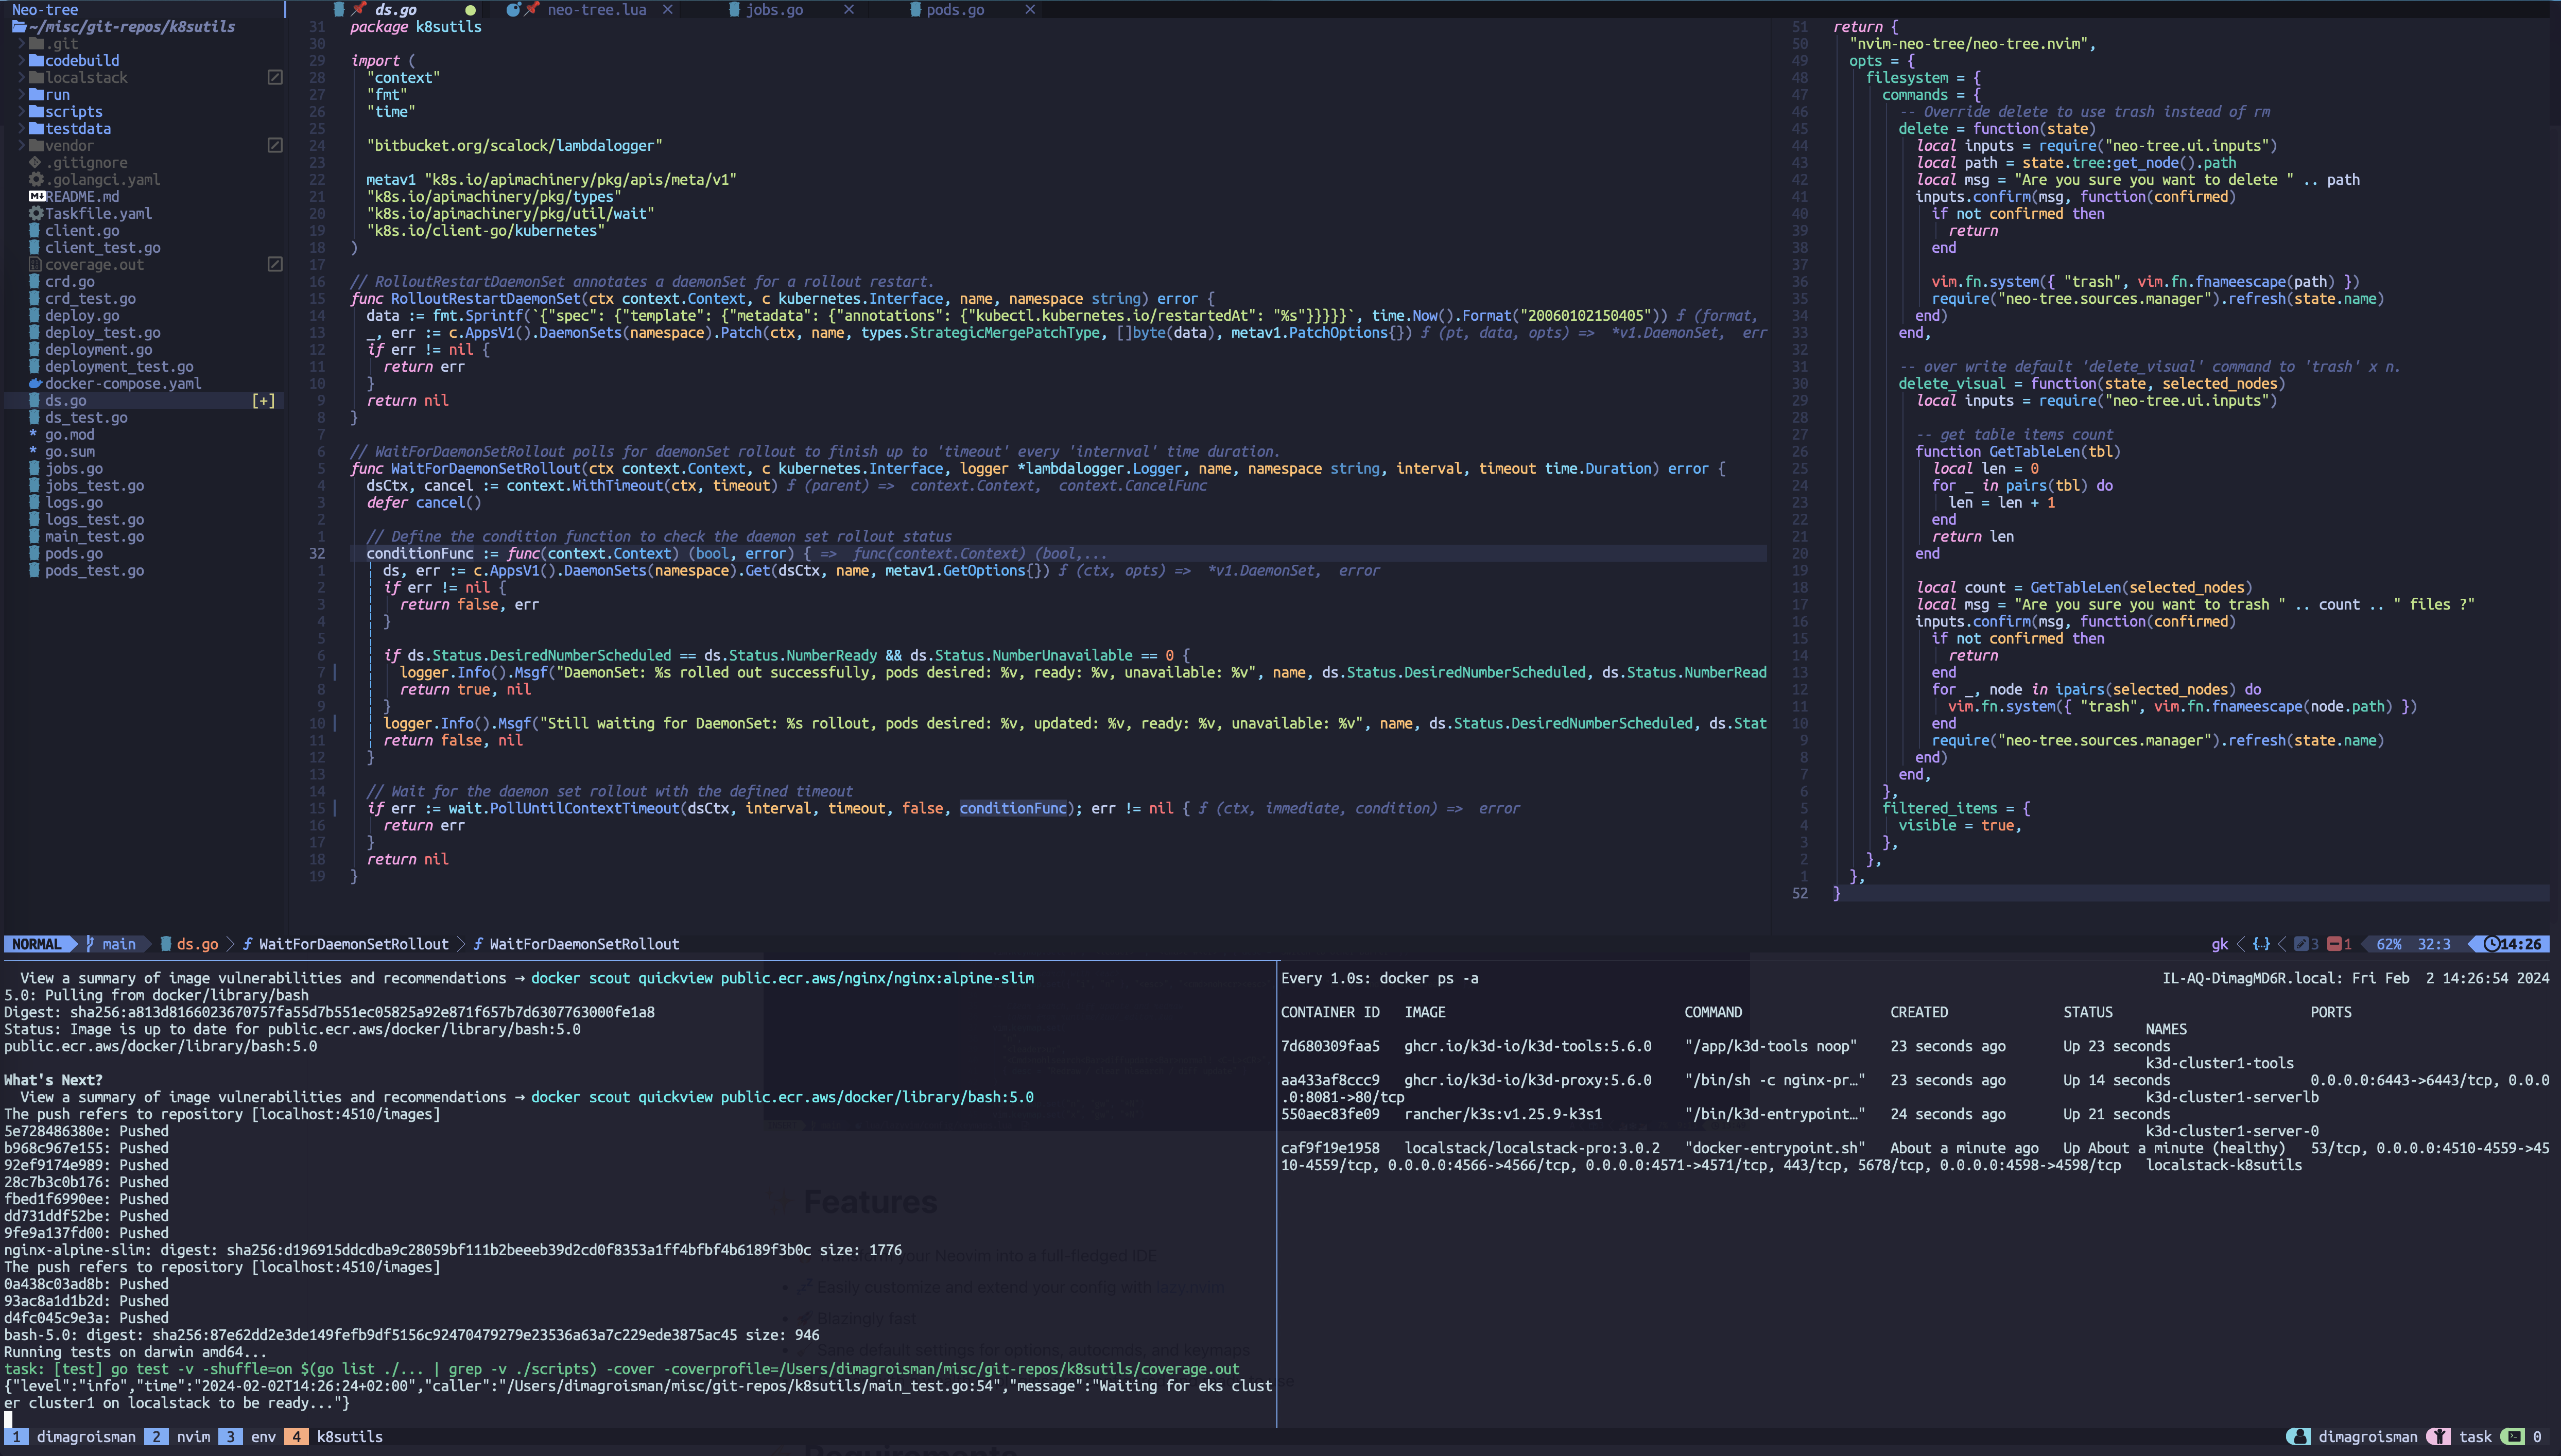 Neo-tree
~/misc/git-repos/k8sutils
.git
codebuild
localstack
run
scripts
testdata
vendor
.gitignore
.golangci.yaml
README.md
Taskfile.yaml
client.go
client_test.go
coverage.out
crd.go
crd_test.go
deploy.go
deploy_test.go
deployment.go
deployment_test.go
docker-compose.yaml
ds.go [+]
ds_test.go
go.mod
go.sum
jobs.go
jobs_test.go
logs.go
logs_test.go
main_test.go
pods.go
pods_test.go
ds.go neo-tree.lua jobs.go pods.go
31 package k8sutils
30
29 import (
28 "context"
27 "fmt"
26 "time"
25
24 "bitbucket.org/scalock/lambdalogger"
23
22 metav1 "k8s.io/apimachinery/pkg/apis/meta/v1"
21 "k8s.io/apimachinery/pkg/types"
20 "k8s.io/apimachinery/pkg/util/wait"
19 "k8s.io/client-go/kubernetes"
18 )
17
16 // RolloutRestartDaemonSet annotates a daemonSet for a rollout restart.
15 func RolloutRestartDaemonSet(ctx context.Context, c kubernetes.Interface, name, namespace string) error {
14 data := fmt.Sprintf(`{"spec": {"template": {"metadata": {"annotations": {"kubectl.kubernetes.io/restartedAt": "%s"}}}}}`, time.Now().Format("20060102150405")) ƒ (format,
13 _, err := c.AppsV1().DaemonSets(namespace).Patch(ctx, name, types.StrategicMergePatchType, []byte(data), metav1.PatchOptions{}) ƒ (pt, data, opts) => *v1.DaemonSet, err
12 if err != nil {
11 return err
10 }
9 return nil
8 }
7
6 // WaitForDaemonSetRollout polls for daemonSet rollout to finish up to 'timeout' every 'internval' time duration.
5 func WaitForDaemonSetRollout(ctx context.Context, c kubernetes.Interface, logger *lambdalogger.Logger, name, namespace string, interval, timeout time.Duration) error {
4 dsCtx, cancel := context.WithTimeout(ctx, timeout) ƒ (parent) => context.Context, context.CancelFunc
3 defer cancel()
2
1 // Define the condition function to check the daemon set rollout status
32 conditionFunc := func(context.Context) (bool, error) { => func(context.Context) (bool,...
1 ds, err := c.AppsV1().DaemonSets(namespace).Get(dsCtx, name, metav1.GetOptions{}) ƒ (ctx, opts) => *v1.DaemonSet, error
2 if err != nil {
3 return false, err
4 }
5
6 if ds.Status.DesiredNumberScheduled == ds.Status.NumberReady && ds.Status.NumberUnavailable == 0 {
7 logger.Info().Msgf("DaemonSet: %s rolled out successfully, pods desired: %v, ready: %v, unavailable: %v", name, ds.Status.DesiredNumberScheduled, ds.Status.NumberRead
8 return true, nil
9 }
10 logger.Info().Msgf("Still waiting for DaemonSet: %s rollout, pods desired: %v, updated: %v, ready: %v, unavailable: %v", name, ds.Status.DesiredNumberScheduled, ds.Stat
11 return false, nil
12 }
13
14 // Wait for the daemon set rollout with the defined timeout
15 if err := wait.PollUntilContextTimeout(dsCtx, interval, timeout, false, conditionFunc); err != nil { ƒ (ctx, immediate, condition) => error
16 return err
17 }
18 return nil
19 }
51 return {
50 "nvim-neo-tree/neo-tree.nvim",
49 opts = {
48 filesystem = {
47 commands = {
46 -- Override delete to use trash instead of rm
45 delete = function(state)
44 local inputs = require("neo-tree.ui.inputs")
43 local path = state.tree:get_node().path
42 local msg = "Are you sure you want to delete " .. path
41 inputs.confirm(msg, function(confirmed)
40 if not confirmed then
39 return
38 end
37
36 vim.fn.system({ "trash", vim.fn.fnameescape(path) })
35 require("neo-tree.sources.manager").refresh(state.name)
34 end)
33 end,
32
31 -- over write default 'delete_visual' command to 'trash' x n.
30 delete_visual = function(state, selected_nodes)
29 local inputs = require("neo-tree.ui.inputs")
28
27 -- get table items count
26 function GetTableLen(tbl)
25 local len = 0
24 for _ in pairs(tbl) do
23 len = len + 1
22 end
21 return len
20 end
19
18 local count = GetTableLen(selected_nodes)
17 local msg = "Are you sure you want to trash " .. count .. " files ?"
16 inputs.confirm(msg, function(confirmed)
15 if not confirmed then
14 return
13 end
12 for _, node in ipairs(selected_nodes) do
11 vim.fn.system({ "trash", vim.fn.fnameescape(node.path) })
10 end
9 require("neo-tree.sources.manager").refresh(state.name)
8 end)
7 end,
6 },
5 filtered_items = {
4 visible = true,
3 },
2 },
1 },
52 }
NORMAL main ds.go ƒ WaitForDaemonSetRollout ƒ WaitForDaemonSetRollout gk {..} 3 1 62% 32:3 14:26
View a summary of image vulnerabilities and recommendations → docker scout quickview public.ecr.aws/nginx/nginx:alpine-slim
5.0: Pulling from docker/library/bash
Digest: sha256:a813d8166023670757fa55d7b551ec05825a92e871f657b7d6307763000fe1a8
Status: Image is up to date for public.ecr.aws/docker/library/bash:5.0
public.ecr.aws/docker/library/bash:5.0
What's Next?
View a summary of image vulnerabilities and recommendations → docker scout quickview public.ecr.aws/docker/library/bash:5.0
The push refers to repository [localhost:4510/images]
5e728486380e: Pushed
b968c967e155: Pushed
92ef9174e989: Pushed
28c7b3c0b176: Pushed
fbed1f6990ee: Pushed
dd731ddf52be: Pushed
9fe9a137fd00: Pushed
nginx-alpine-slim: digest: sha256:d196915ddcdba9c28059bf111b2beeeb39d2cd0f8353a1ff4bfbf4b6189f3b0c size: 1776
The push refers to repository [localhost:4510/images]
0a438c03ad8b: Pushed
93ac8a1d1b2d: Pushed
d4fc045c9e3a: Pushed
bash-5.0: digest: sha256:87e62dd2e3de149fefb9df5156c92470479279e23536a63a7c229ede3875ac45 size: 946
Running tests on darwin amd64...
task: [test] go test -v -shuffle=on $(go list ./... | grep -v ./scripts) -cover -coverprofile=/Users/dimagroisman/misc/git-repos/k8sutils/coverage.out
{"level":"info","time":"2024-02-02T14:26:24+02:00","caller":"/Users/dimagroisman/misc/git-repos/k8sutils/main_test.go:54","message":"Waiting for eks clust
er cluster1 on localstack to be ready..."}
Every 1.0s: docker ps -a IL-AQ-DimagMD6R.local: Fri Feb 2 14:26:54 2024
CONTAINER ID IMAGE COMMAND CREATED STATUS PORTS
NAMES
7d680309faa5 ghcr.io/k3d-io/k3d-tools:5.6.0 "/app/k3d-tools noop" 23 seconds ago Up 23 seconds
k3d-cluster1-tools
aa433af8ccc9 ghcr.io/k3d-io/k3d-proxy:5.6.0 "/bin/sh -c nginx-pr…" 23 seconds ago Up 14 seconds 0.0.0.0:6443->6443/tcp, 0.0.0
.0:8081->80/tcp k3d-cluster1-serverlb
550aec83fe09 rancher/k3s:v1.25.9-k3s1 "/bin/k3d-entrypoint…" 24 seconds ago Up 21 seconds
k3d-cluster1-server-0
caf9f19e1958 localstack/localstack-pro:3.0.2 "docker-entrypoint.sh" About a minute ago Up About a minute (healthy) 53/tcp, 0.0.0.0:4510-4559->45
10-4559/tcp, 0.0.0.0:4566->4566/tcp, 0.0.0.0:4571->4571/tcp, 443/tcp, 5678/tcp, 0.0.0.0:4598->4598/tcp localstack-k8sutils
Features
your Neovim into a full-fledged IDE
Easily customize and extend your config with lazy.nvim
Blazingly fast
Sane default settings for options, autocmds, and keymaps
Requirements
1 dimagroisman 2 nvim 3 env 4 k8sutils dimagroisman task 0